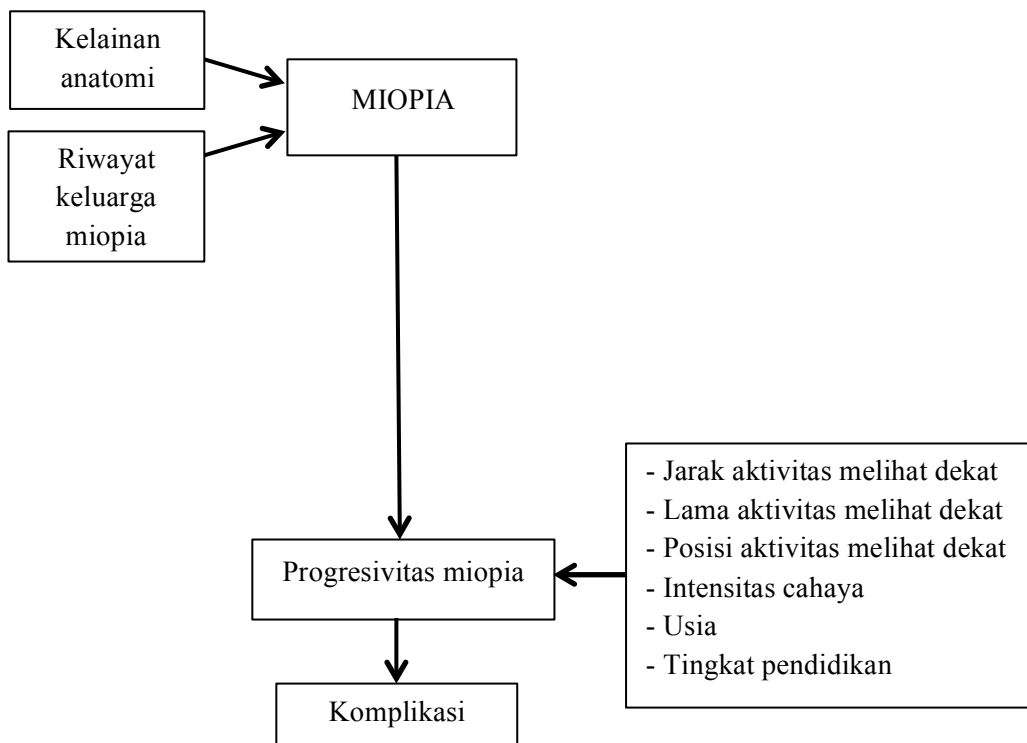 Kelainan
anatomi
MIOPIA
Riwayat
keluarga
miopia
- Jarak aktivitas melihat dekat
- Lama aktivitas melihat dekat
- Posisi aktivitas melihat dekat
- Intensitas cahaya
- Usia
- Tingkat pendidikan
Progresivitas miopia
Komplikasi